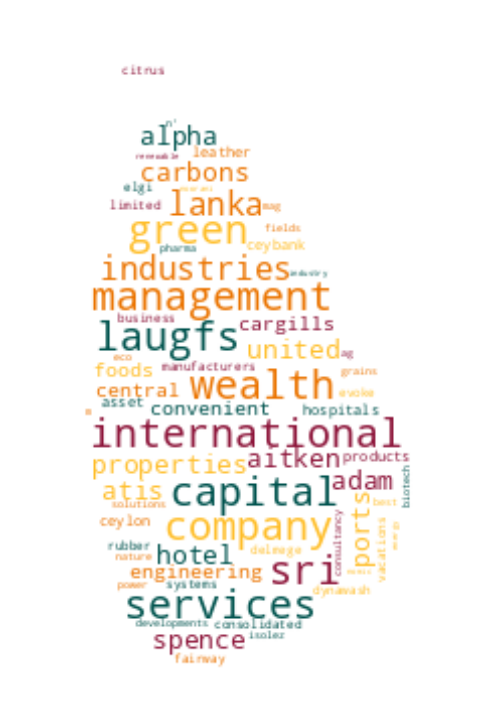 citrus
n'
alpha
renewable leather
carbons
elgi
limited lanka mag
green fields
pharma ceybank
industries industry
management
business cargills
laugfs united ag
eco manufacturers
foods wealth grains
central evoke
asset convenient hospitals
international
properties aitken products
atis capital adam biotech
solutions ports best
ceylon company consultancy vacations energy
rubber hotel delmege
nature engineering sri
power systems dynawash
services
developments consolidated
spence isolez
fairway